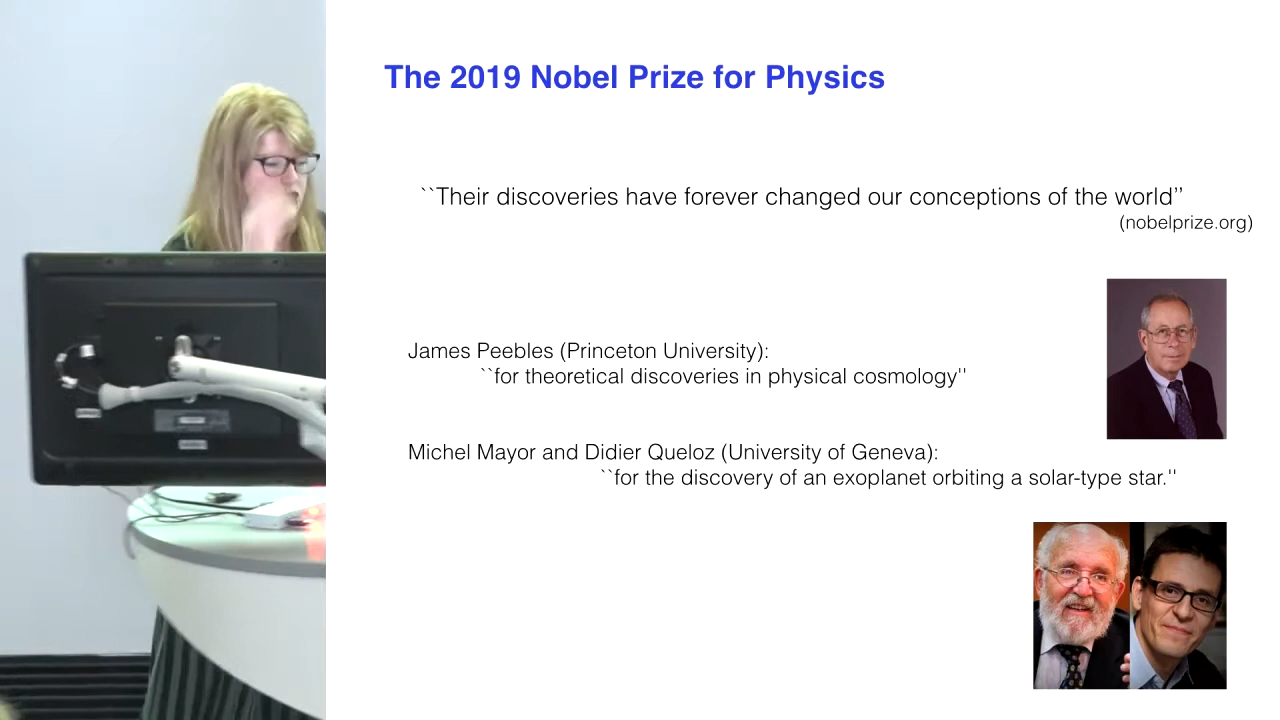 The 2019 Nobel Prize for Physics
``Their discoveries have forever changed our conceptions of the world’’
(nobelprize.org)
James Peebles (Princeton University):
``for theoretical discoveries in physical cosmology''
Michel Mayor and Didier Queloz (University of Geneva):
``for the discovery of an exoplanet orbiting a solar-type star.''